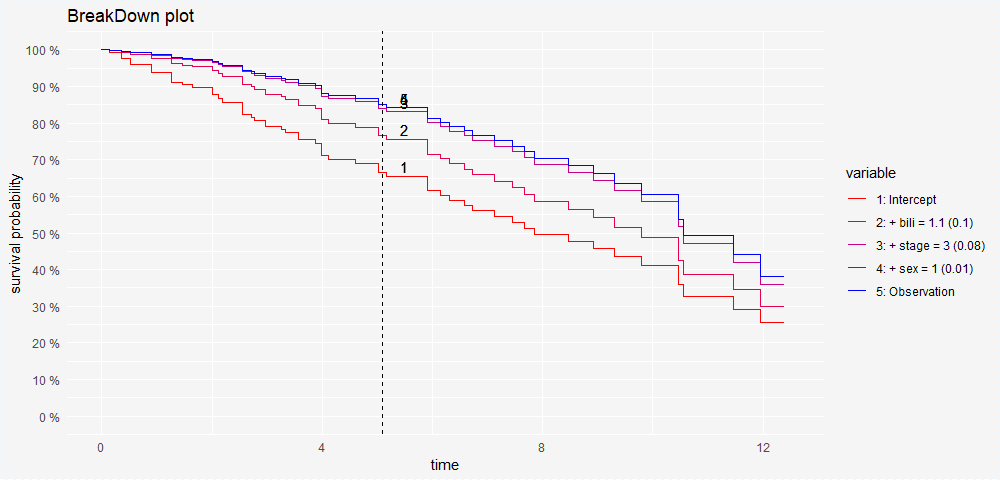 BreakDown plot
100 %
90 %
80 %
70 %
60 %
50 %
40 %
30 %
20 %
10 %
0 %
survival probability
3
2
1
0
4
8
12
time
variable
1: Intercept
2: + bili = 1.1 (0.1)
3: + stage = 3 (0.08)
4: + sex = 1 (0.01)
5: Observation